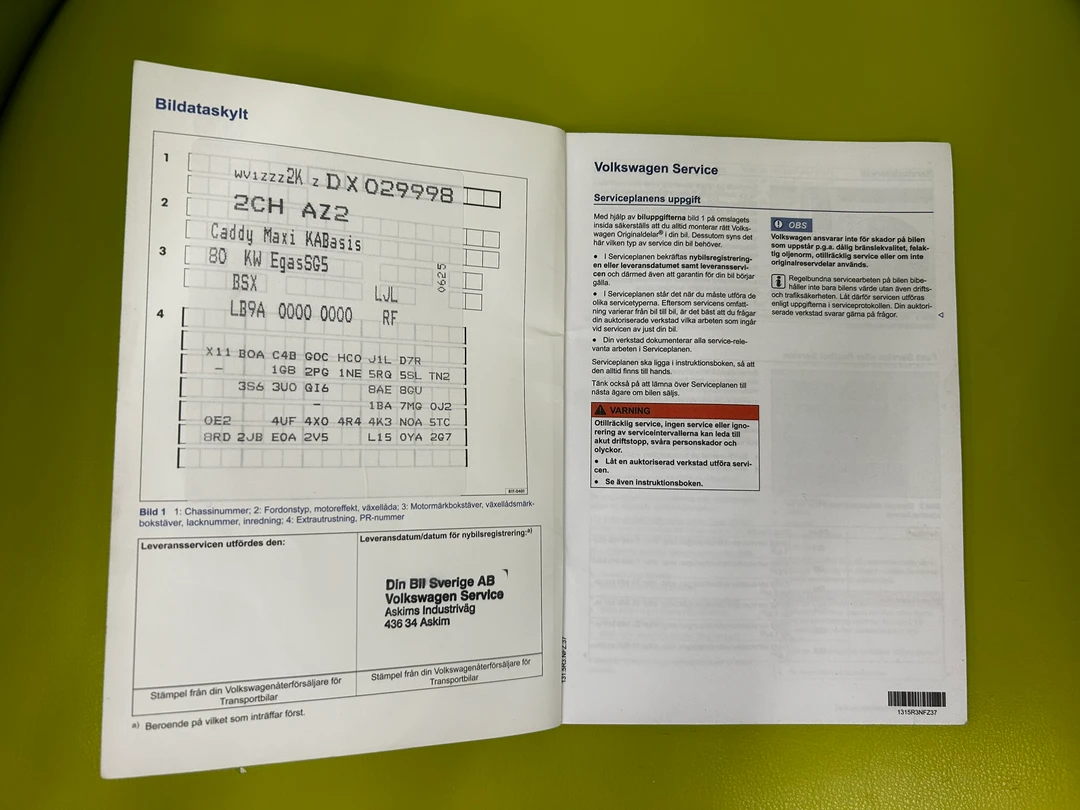 Bildataskylt
1
WV1ZZZ2K Z DX029998
2
2CH AZ2
Caddy Maxi KABasis
3
80 KW EgasSG5
0625
BSX
LJL
4
LB9A 0000 0000 RF
X11 B0A C4B G0C HC0 J1L D7R
– 1GB 2PG 1NE 5RQ 5SL TN2
3S6 3U0 QI6 8AE 8GU
– 1BA 7MG 0J2
0E2 4UF 4X0 4R4 4K3 N0A 5TC
8RD 2JB E0A 2V5 L15 0YA 2G7
B1T-0401
Bild 1 1: Chassinummer; 2: Fordonstyp, motoreffekt, växellåda; 3: Motormärkbokstäver, växellådsmärk-
bokstäver, lacknummer, inredning; 4: Extrautrustning, PR-nummer
Leveransservicen utfördes den:
Leveransdatum/datum för nybilsregistrering:a)
Din Bil Sverige AB
Volkswagen Service
Askims Industriväg
436 34 Askim
Stämpel från din Volkswagenåterförsäljare för
Transportbilar
Stämpel från din Volkswagenåterförsäljare för
Transportbilar
a) Beroende på vilket som inträffar först.
1315R3NFZ37
Volkswagen Service
Serviceplanens uppgift
Med hjälp av biluppgifterna bild 1 på omslagets
insida säkerställs att du alltid monterar rätt Volks-
wagen Originaldelar® i din bil. Dessutom syns det
här vilken typ av service din bil behöver.
● I Serviceplanen bekräftas nybilsregistrering-
en eller leveransdatumet samt leveransservi-
cen och därmed även att garantin för din bil börjar
gälla.
● I Serviceplanen står det när du måste utföra de
olika servicetyperna. Eftersom servicens omfatt-
ning varierar från bil till bil, är det bäst att du frågar
din auktoriserade verkstad vilka arbeten som ingår
vid servicen av just din bil.
● Din verkstad dokumenterar alla service-rele-
vanta arbeten i Serviceplanen.
Serviceplanen ska ligga i instruktionsboken, så att
den alltid finns till hands.
Tänk också på att lämna över Serviceplanen till
nästa ägare om bilen säljs.
VARNING
Otillräcklig service, ingen service eller igno-
rering av serviceintervallerna kan leda till
akut driftstopp, svåra personskador och
olyckor.
● Låt en auktoriserad verkstad utföra servi-
cen.
● Se även instruktionsboken.
OBS
Volkswagen ansvarar inte för skador på bilen
som uppstår p.g.a. dålig bränslekvalitet, felak-
tig oljenorm, otillräcklig service eller om inte
originalreservdelar används.
Regelbundna servicearbeten på bilen bibe-
håller inte bara bilens värde utan även drifts-
och trafiksäkerheten. Låt därför servicen utföras
enligt uppgifterna i serviceprotokollen. Din auktori-
serade verkstad svarar gärna på frågor.
1315R3NFZ37